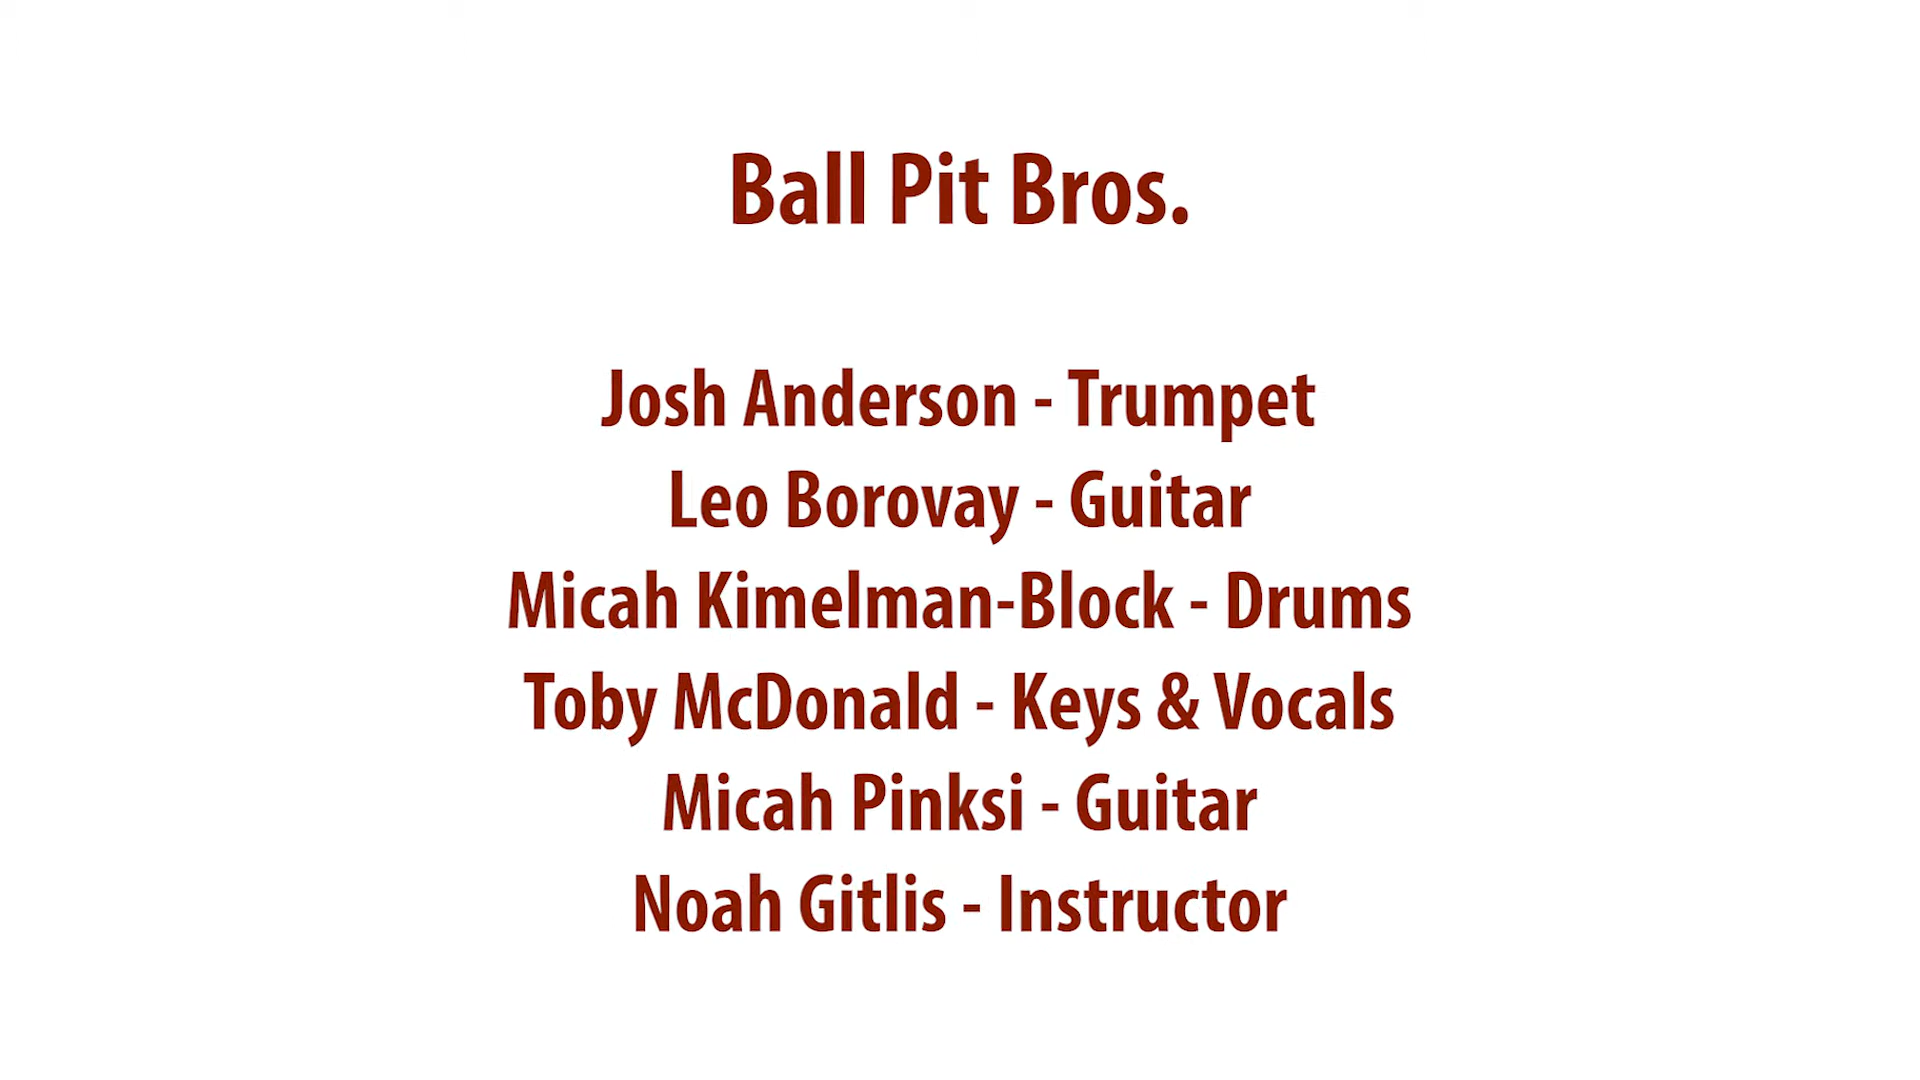 Ball Pit Bros.
Josh Anderson - Trumpet
Leo Borovay - Guitar
Micah Kimelman-Block - Drums
Toby McDonald - Keys & Vocals
Micah Pinksi - Guitar
Noah Gitlis - Instructor